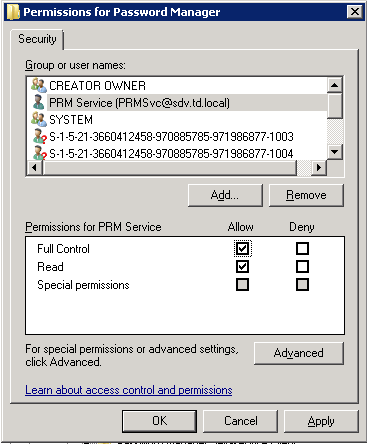 Permissions for Password Manager
Security
Group or user names:
CREATOR OWNER
PRM Service (PRMSvc@sdv.td.local)
SYSTEM
S-1-5-21-3660412458-970885785-971986877-1003
S-1-5-21-3660412458-970885785-971986877-1004
Add... Remove
Permissions for PRM Service Allow Deny
Full Control
Read
Special permissions
For special permissions or advanced settings,
click Advanced.
Advanced
Learn about access control and permissions
OK Cancel Apply